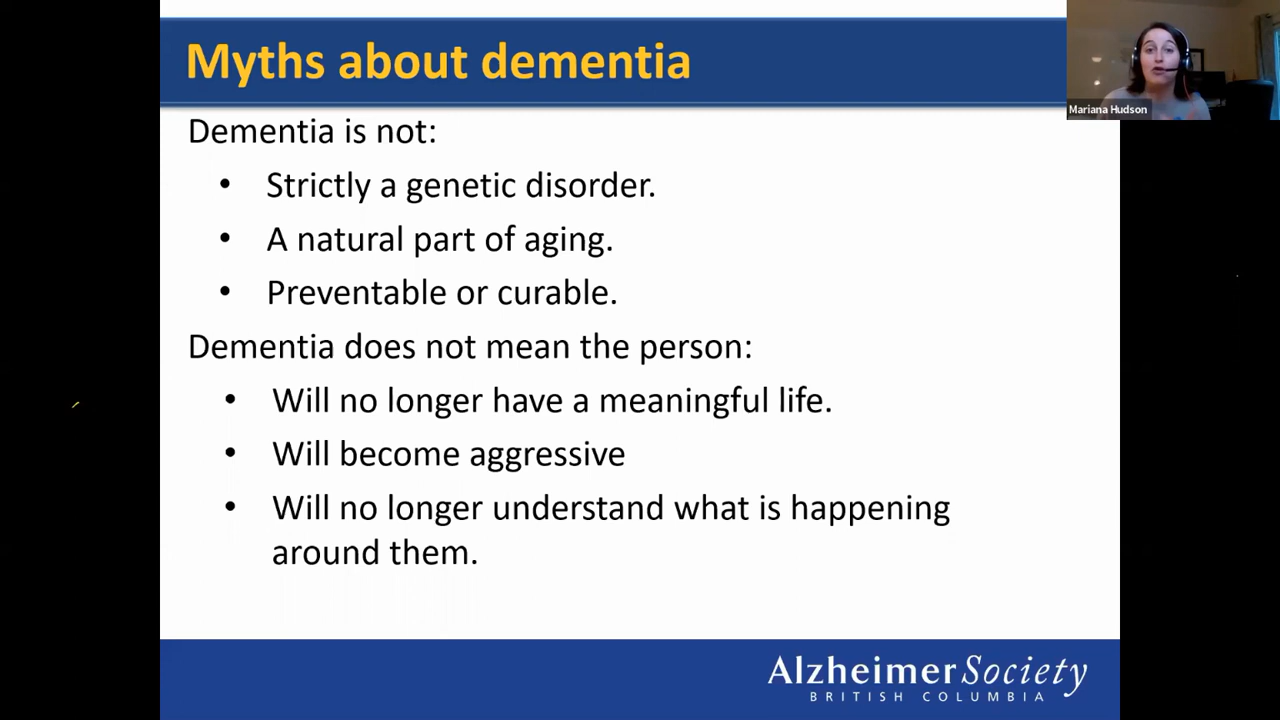 Myths about dementia
Mariana Hudson
Dementia is not:
• Strictly a genetic disorder.
• A natural part of aging.
• Preventable or curable.
Dementia does not mean the person:
• Will no longer have a meaningful life.
• Will become aggressive
• Will no longer understand what is happening
around them.
Alzheimer Society
BRITISH COLUMBIA